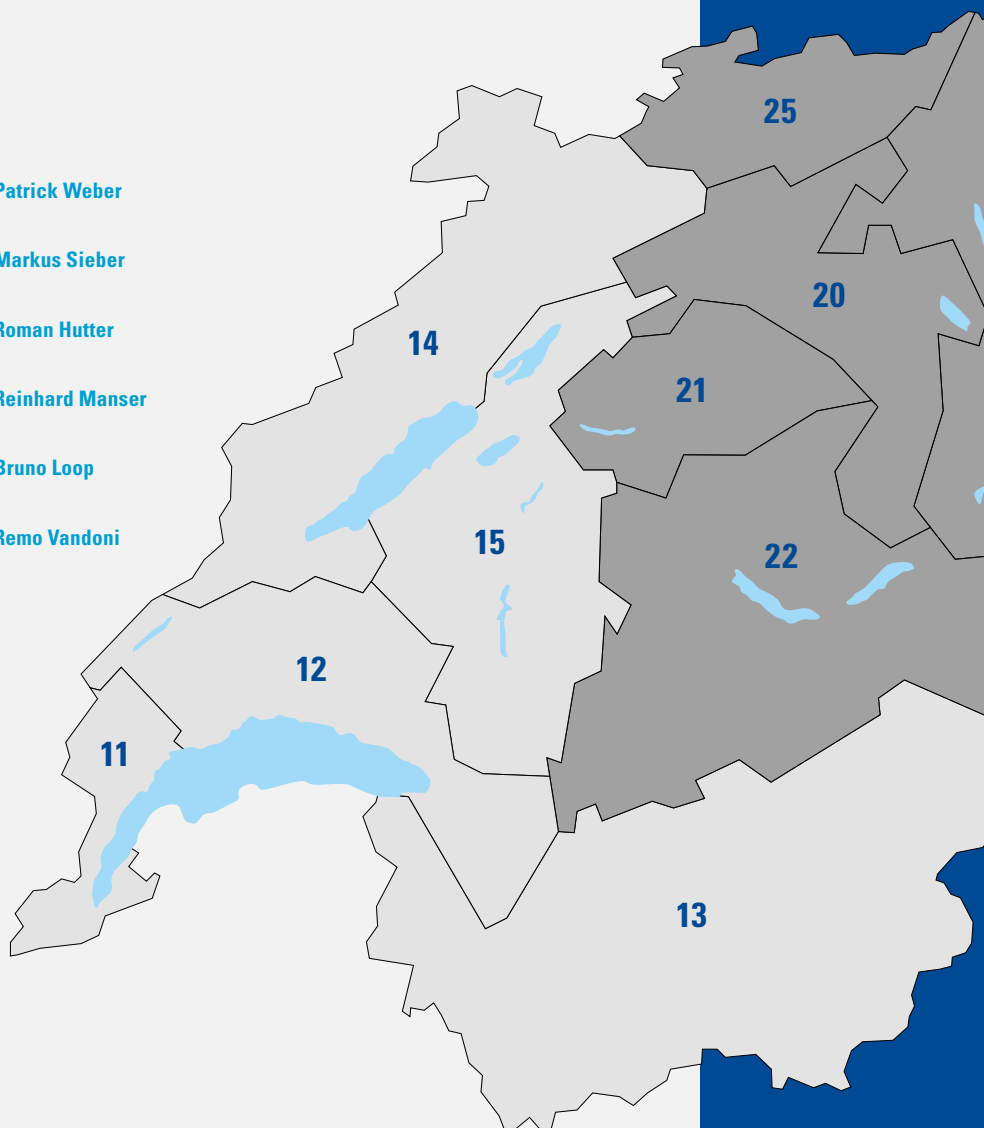 Patrick Weber
Markus Sieber
Roman Hutter
Reinhard Manser
Bruno Loop
Remo Vandoni
25
20
14
21
15
22
12
11
13